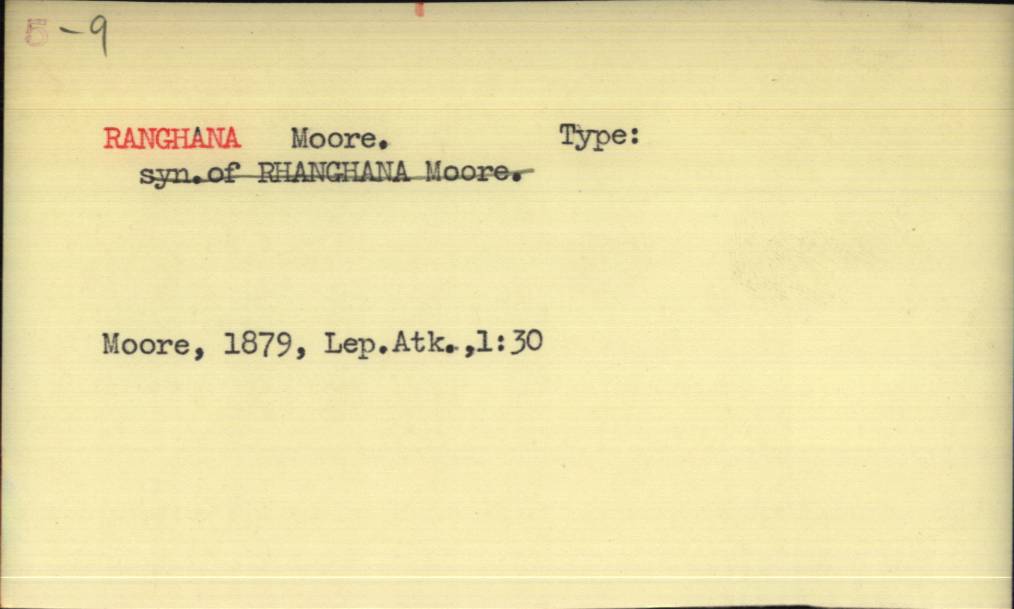 5-9
RANGHANA Moore. Type:
syn.of RHANGHANA Moore.
Moore, 1879, Lep.Atk.,1:30